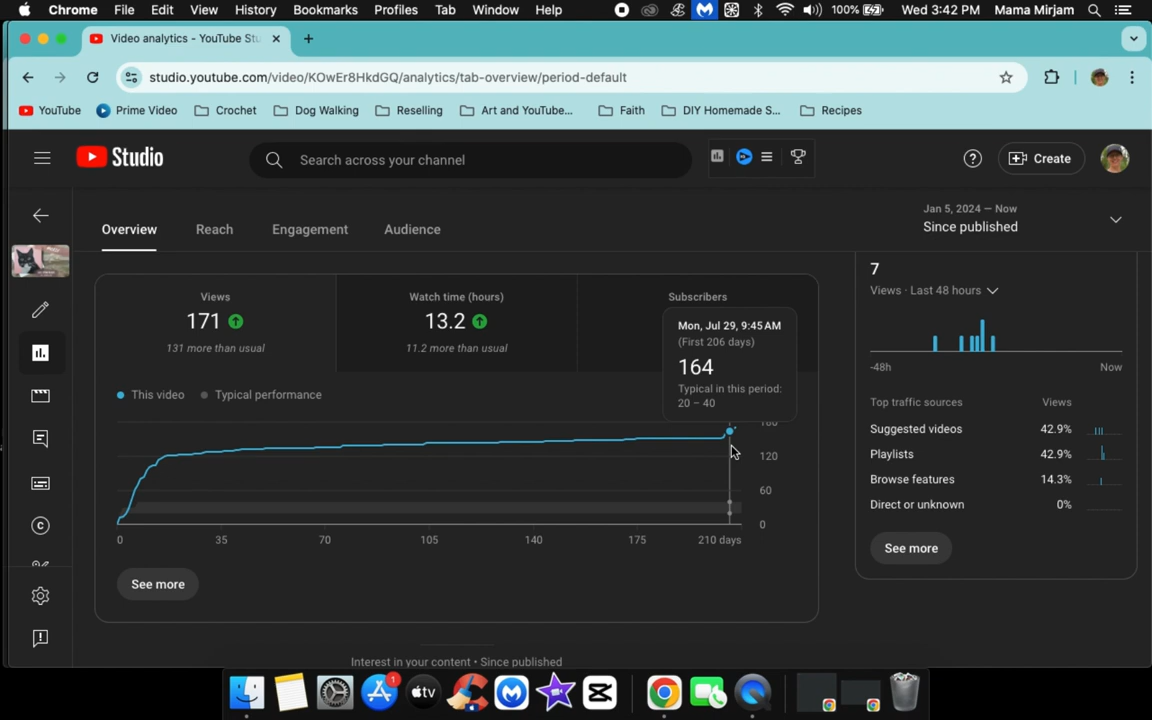 Chrome File Edit View History Bookmarks Profiles Tab Window Help 100% Wed 3:42 PM Mama Mirjam
Video analytics - YouTube Stu
studio.youtube.com/video/KOwEr8HkdGQ/analytics/tab-overview/period-default
YouTube Prime Video Crochet Dog Walking Reselling Art and YouTube... Faith DIY Homemade S... Recipes
Studio Search across your channel Create
Overview Reach Engagement Audience
Jan 5, 2024 — Now
Since published
Views
171
131 more than usual
Watch time (hours)
13.2
11.2 more than usual
Subscribers
Mon, Jul 29, 9:45 AM
(First 206 days)
164
Typical in this period:
20 – 40
This video Typical performance
180
120
60
0
0 35 70 105 140 175 210 days
See more
Interest in your content • Since published
7
Views · Last 48 hours
-48h Now
Top traffic sources Views
Suggested videos 42.9%
Playlists 42.9%
Browse features 14.3%
Direct or unknown 0%
See more
1
tv